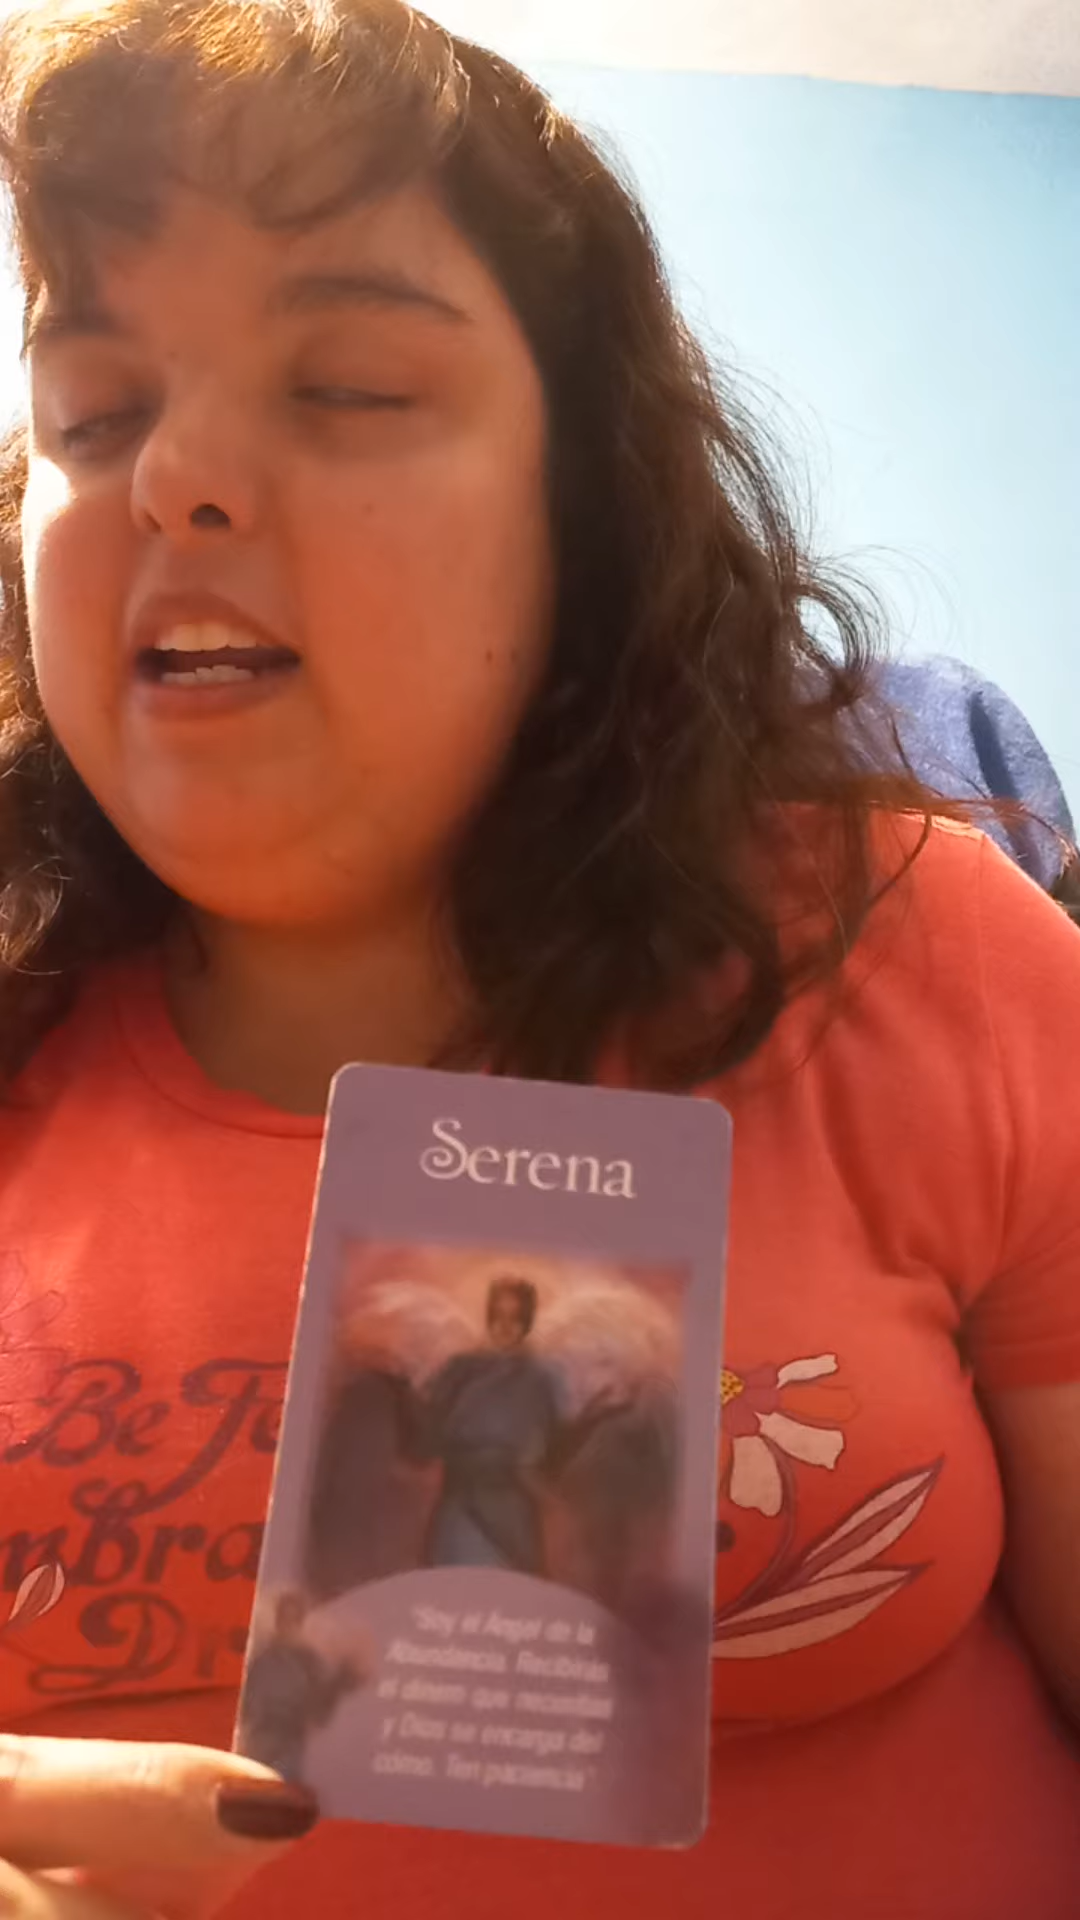 Serena
Be
"Soy el Ángel de la
Abundancia. Recibirás
el dinero que necesitas
y Dios se encarga del
cómo. Ten paciencia"